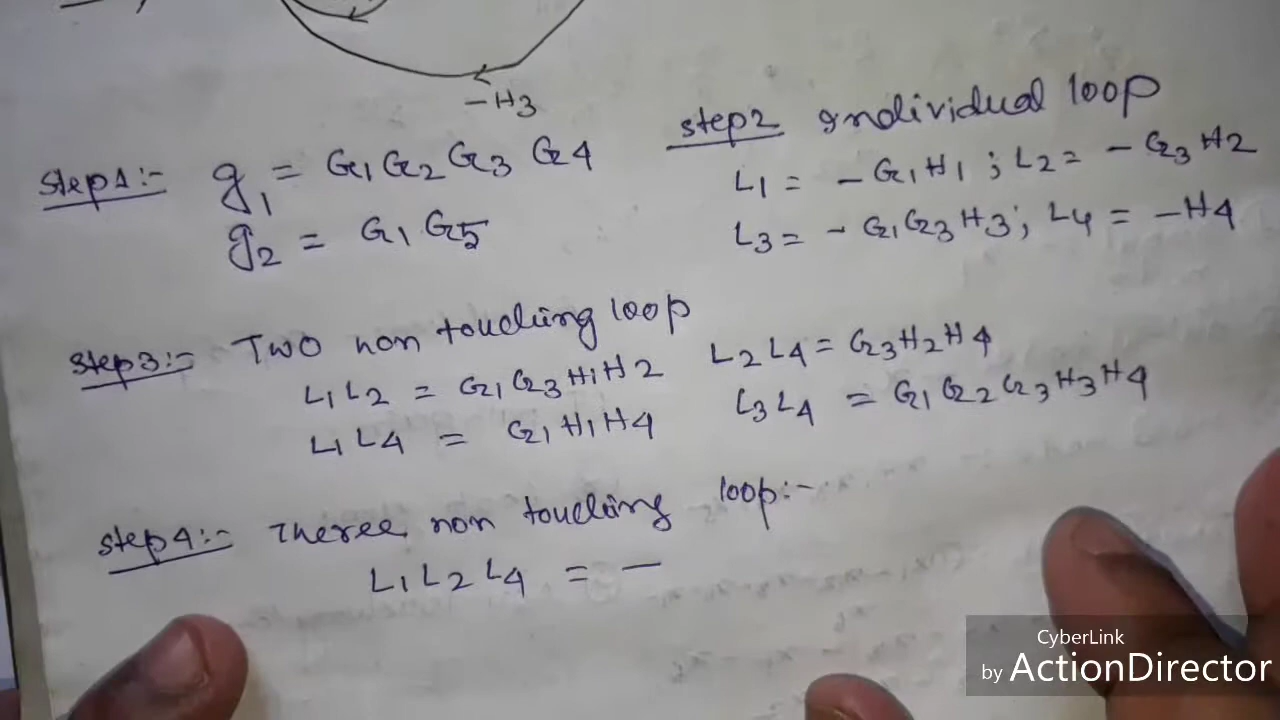 -H3
Step1:- g1 = G1 G2 G3 G4
g2 = G1 G5
Step2 Individual loop
L1 = -G1H1 ; L2 = -G3H2
L3 = -G1G2G3H3; L4 = -H4
Step3:- Two non touching loop
L1L2 = G1G3H1H2 L2L4 = G3H2H4
L1L4 = G1H1H4 L3L4 = G1G2G3H3H4
Step4:- Theree non touching loop:-
L1L2L4 = -
CyberLink
by ActionDirector